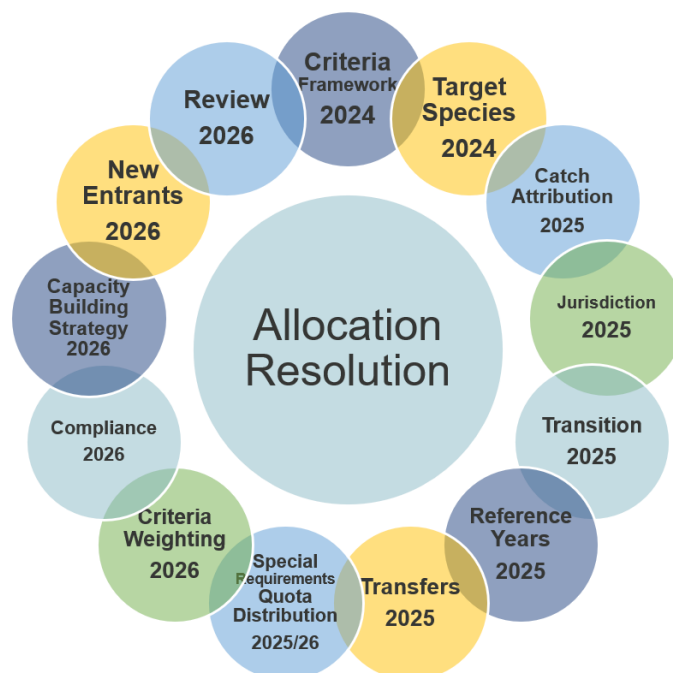 Criteria
Framework
2024
Target
Species
2024
Catch
Attribution
2025
Jurisdiction
2025
Transition
2025
Reference
Years
2025
Transfers
2025
Special
Requirements
Quota
Distribution
2025/26
Criteria
Weighting
2026
Compliance
2026
Capacity
Building
Strategy
2026
New
Entrants
2026
Review
2026
Allocation
Resolution